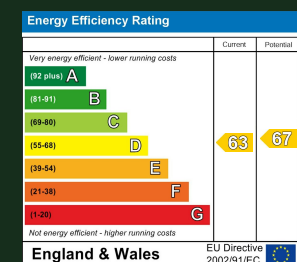 Energy Efficiency Rating
Current Potential
Very energy efficient - lower running costs
(92 plus) A
(81-91) B
(69-80) C
(55-68) D 63 67
(39-54) E
(21-38) F
(1-20) G
Not energy efficient - higher running costs
England & Wales
EU Directive
2002/91/EC